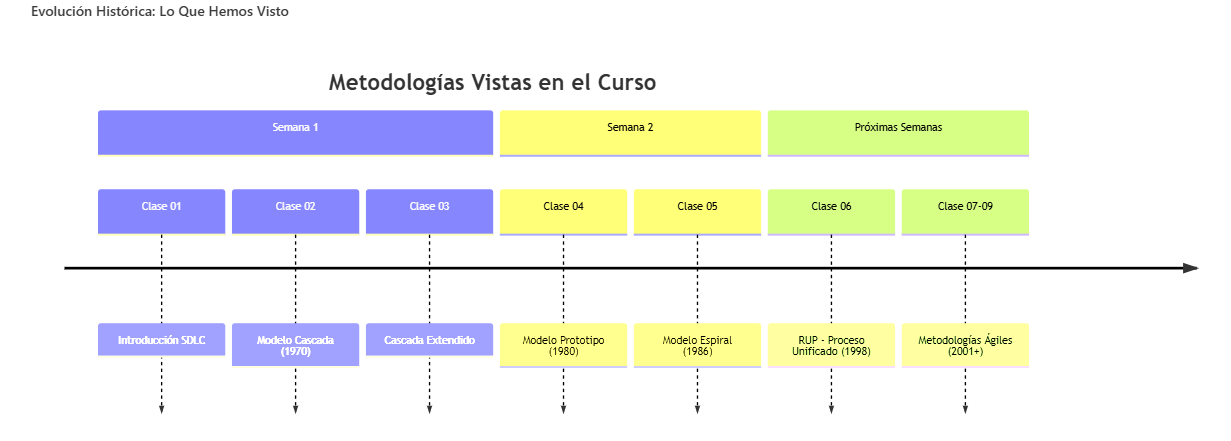 Evolución Histórica: Lo Que Hemos Visto
Metodologías Vistas en el Curso
Semana 1
Semana 2
Próximas Semanas
Clase 01
Clase 02
Clase 03
Clase 04
Clase 05
Clase 06
Clase 07-09
Introducción SDLC
Modelo Cascada
(1970)
Cascada Extendido
Modelo Prototipo
(1980)
Modelo Espiral
(1986)
RUP - Proceso
Unificado (1998)
Metodologías Ágiles
(2001+)